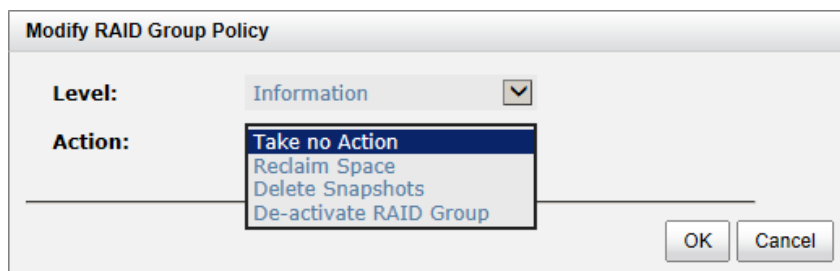 Modify RAID Group Policy
Level: Information
Action: Take no Action
Reclaim Space
Delete Snapshots
De-activate RAID Group
OK Cancel